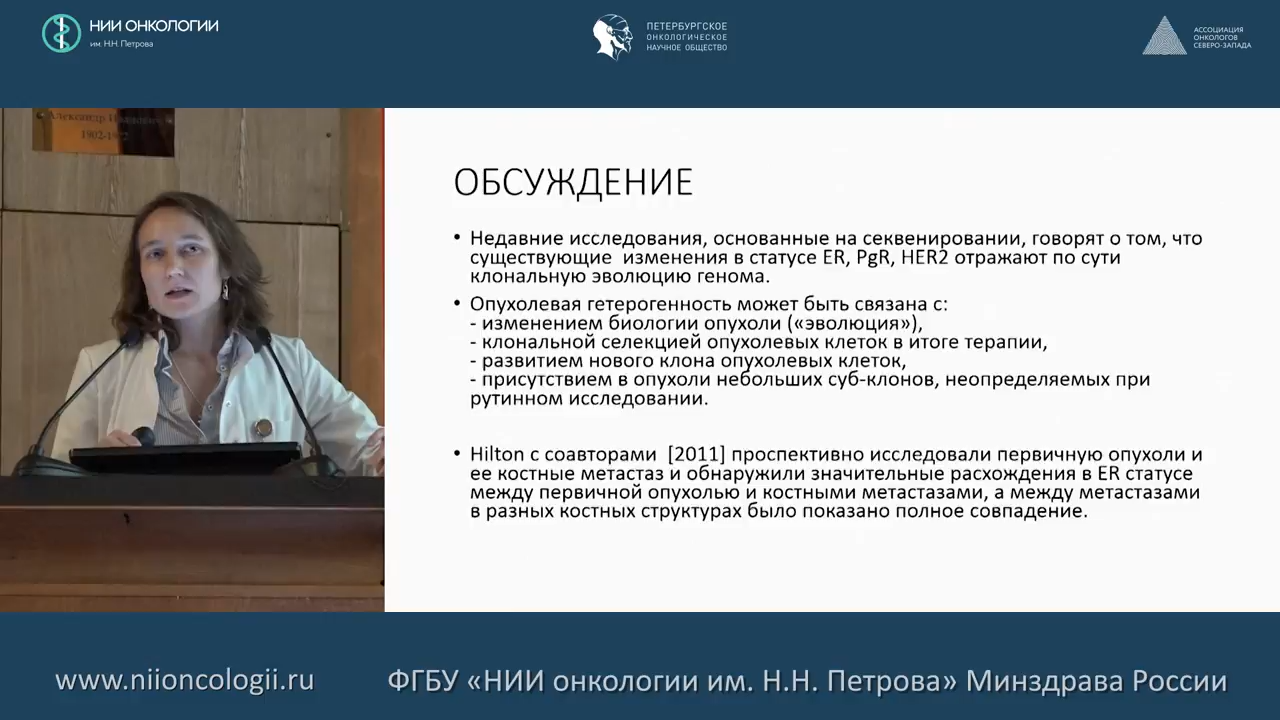 НИИ ОНКОЛОГИИ
им. Н.Н. Петрова
ПЕТЕРБУРГСКОЕ
ОНКОЛОГИЧЕСКОЕ
НАУЧНОЕ ОБЩЕСТВО
АССОЦИАЦИЯ
ОНКОЛОГОВ
СЕВЕРО-ЗАПАДА
Александр
ОБСУЖДЕНИЕ
• Недавние исследования, основанные на секвенировании, говорят о том, что
существующие изменения в статусе ER, PgR, HER2 отражают по сути
клональную эволюцию генома.
• Опухолевая гетерогенность может быть связана с:
- изменением биологии опухоли («эволюция»),
- клональной селекцией опухолевых клеток в итоге терапии,
- развитием нового клона опухолевых клеток,
- присутствием в опухоли небольших суб-клонов, неопределяемых при
рутинном исследовании.
• Hilton с соавторами [2011] проспективно исследовали первичную опухоли и
ее костные метастаз и обнаружили значительные расхождения в ER статусе
между первичной опухолью и костными метастазами, а между метастазами
в разных костных структурах было показано полное совпадение.
www.niioncologii.ru
ФГБУ «НИИ онкологии им. Н.Н. Петрова» Минздрава России